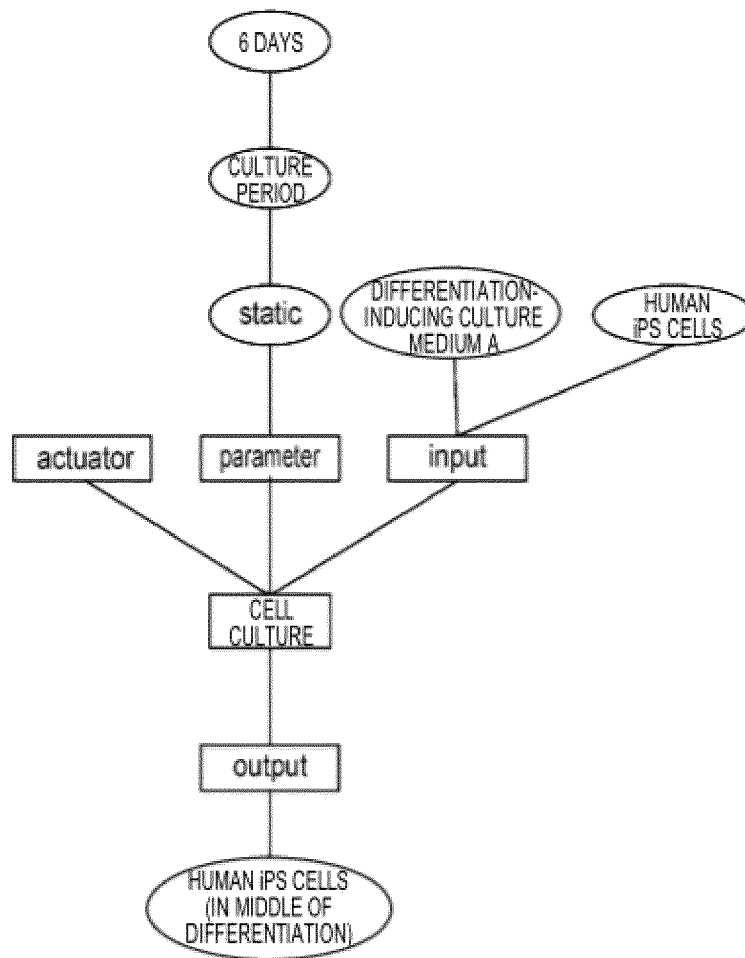 6 DAYS
CULTURE
PERIOD
static
DIFFERENTIATION-
INDUCING CULTURE
MEDIUM A
HUMAN
iPS CELLS
actuator
parameter
input
CELL
CULTURE
output
HUMAN iPS CELLS
(IN MIDDLE OF
DIFFERENTIATION)